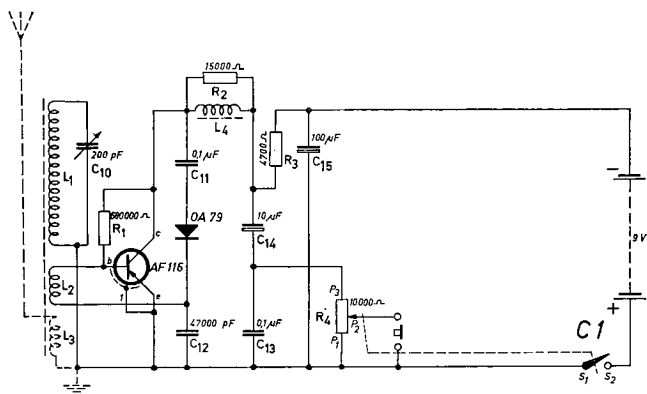 15000 Ω
R2
L4
L1
200 pF
C10
0,1 µF
C11
4700 Ω
R3
100 µF
C15
680000 Ω
R1
OA 79
10 µF
C14
-
9 V
+
c
b
AF 116
1
e
L2
L3
47000 pF
C12
0,1 µF
C13
P3
10000 Ω
R4
P2
P1
C1
S1
S2